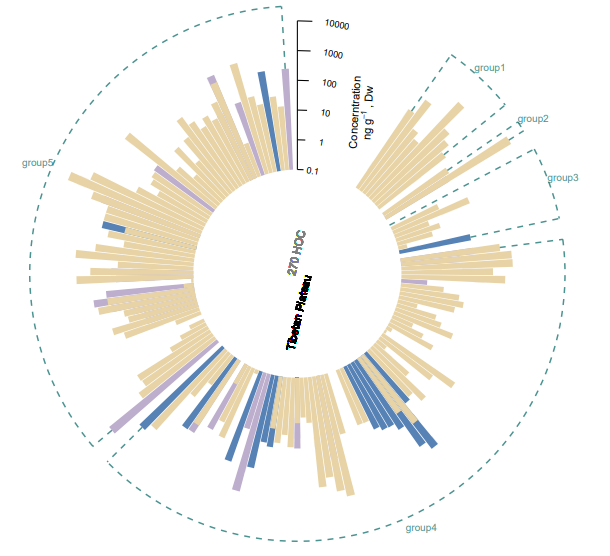 10000
1000
100
10
1
0.1
Concentration
ng g⁻¹, Dw
group1
group2
group3
group5
270 HOC
Tibetan Plateau
group4